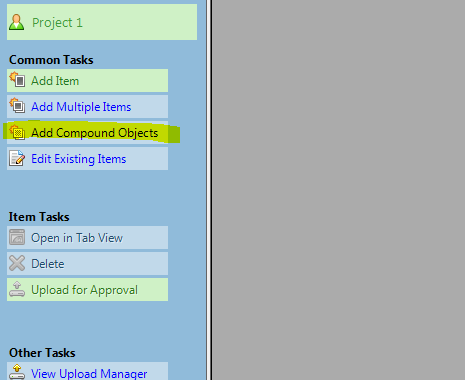 Project 1
Common Tasks
Add Item
Add Multiple Items
Add Compound Objects
Edit Existing Items
Item Tasks
Open in Tab View
Delete
Upload for Approval
Other Tasks
View Upload Manager